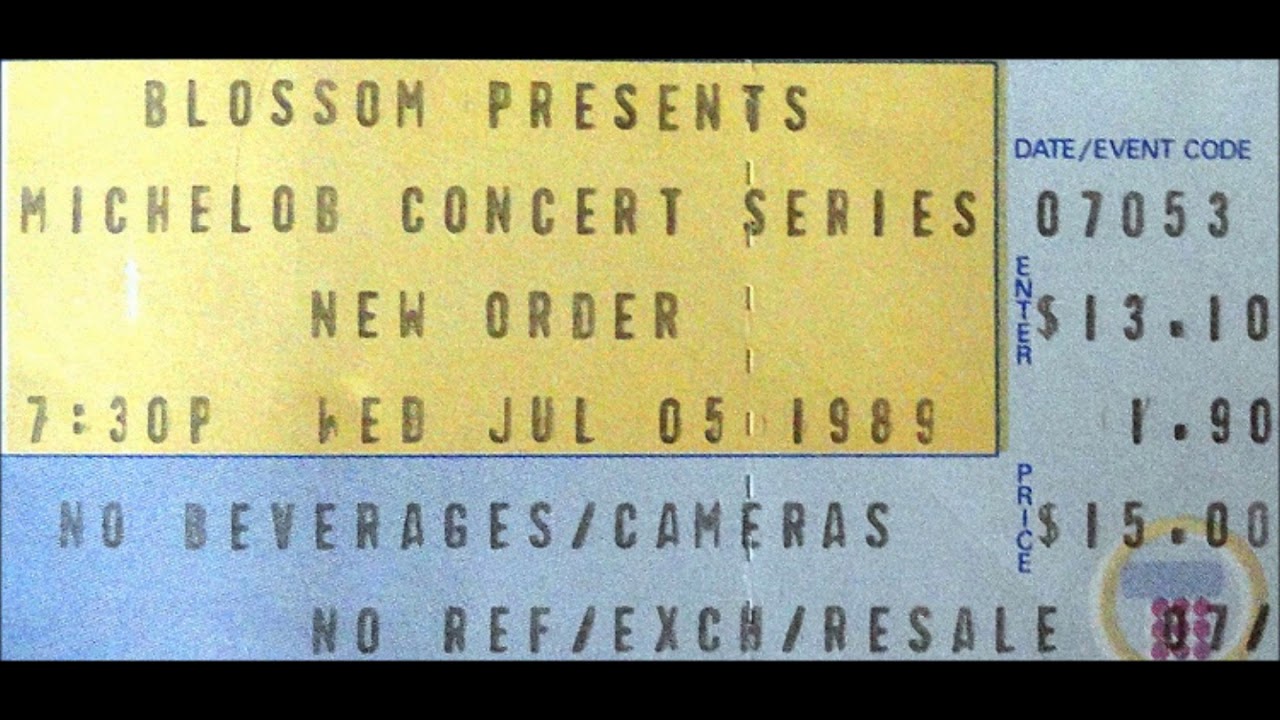 BLOSSOM PRESENTS
DATE/EVENT CODE
MICHELOB CONCERT SERIES 07053
NEW ORDER
ENTER
$13.10
7:30P WED JUL 05 1989 1.90
PRICE
NO BEVERAGES/CAMERAS $15.00
NO REF/EXCH/RESALE 07/